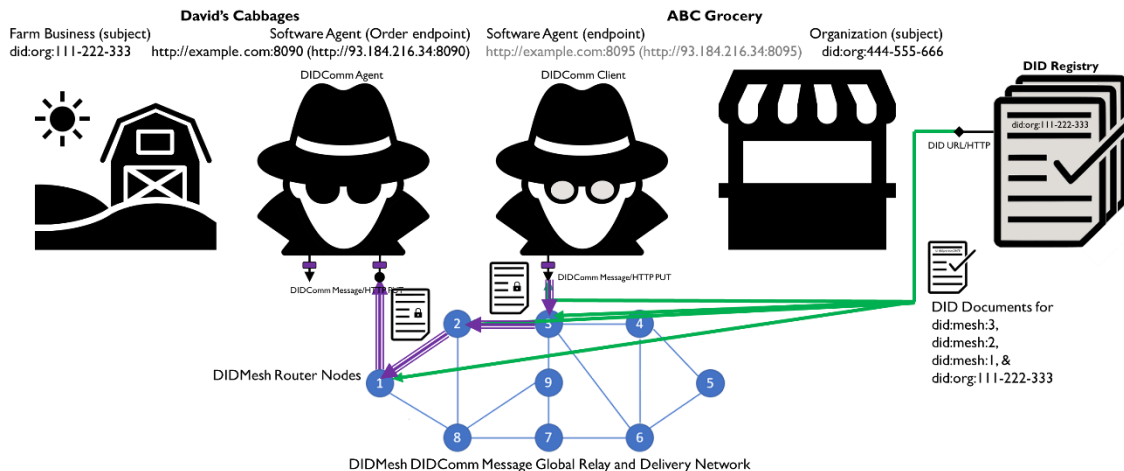 David's Cabbages
ABC Grocery
Farm Business (subject)
did:org:111-222-333
Software Agent (Order endpoint)
http://example.com:8090 (http://93.184.216.34:8090)
Software Agent (endpoint)
http://example.com:8095 (http://93.184.216.34:8095)
Organization (subject)
did:org:444-555-666
DID Registry
DIDComm Agent
DIDComm Client
did:org:111-222-333
DID URL/HTTP
DIDComm Message/HTTP PUT
DIDComm Message/HTTP PUT
DID Documents for
did:mesh:3,
did:mesh:2,
did:mesh:1, &
did:org:111-222-333
DIDMesh Router Nodes
2
3
4
1
9
5
8
7
6
DIDMesh DIDComm Message Global Relay and Delivery Network